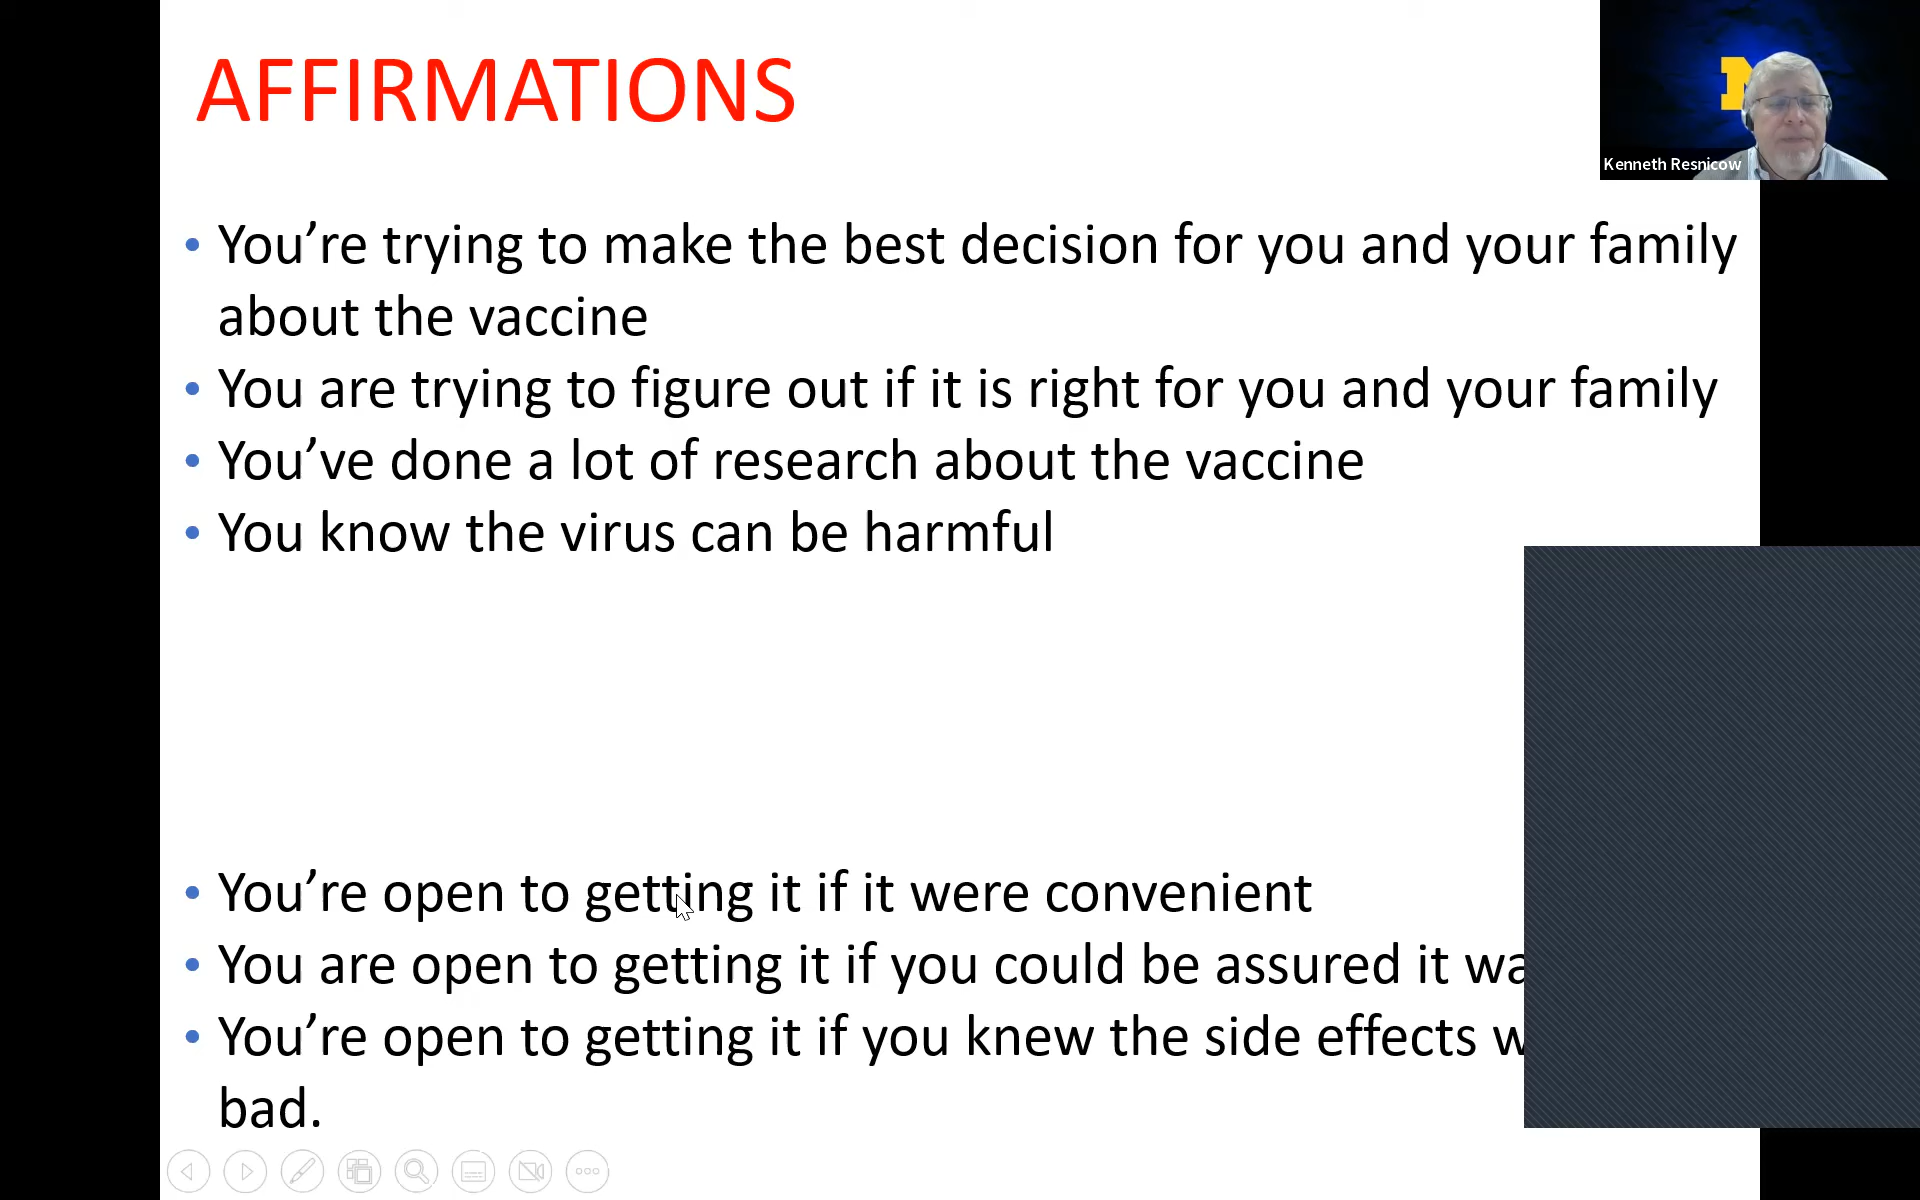 AFFIRMATIONS
Kenneth Resnicow
• You’re trying to make the best decision for you and your family
about the vaccine
• You are trying to figure out if it is right for you and your family
• You’ve done a lot of research about the vaccine
• You know the virus can be harmful
• You’re open to getting it if it were convenient
• You are open to getting it if you could be assured it
• You’re open to getting it if you knew the side effects
bad.